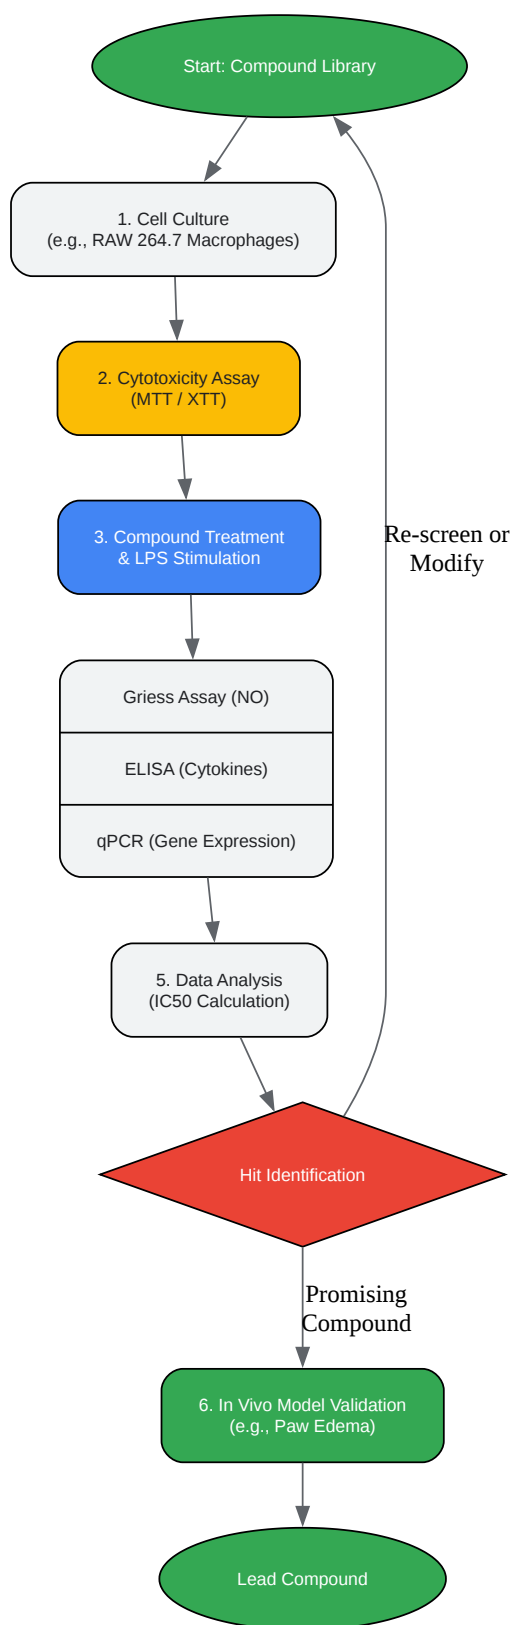 Start: Compound Library
1. Cell Culture
(e.g., RAW 264.7 Macrophages)
2. Cytotoxicity Assay
(MTT / XTT)
3. Compound Treatment
& LPS Stimulation
Re-screen or
Modify
Griess Assay (NO)
ELISA (Cytokines)
qPCR (Gene Expression)
5. Data Analysis
(IC50 Calculation)
Hit Identification
Promising
Compound
6. In Vivo Model Validation
(e.g., Paw Edema)
Lead Compound